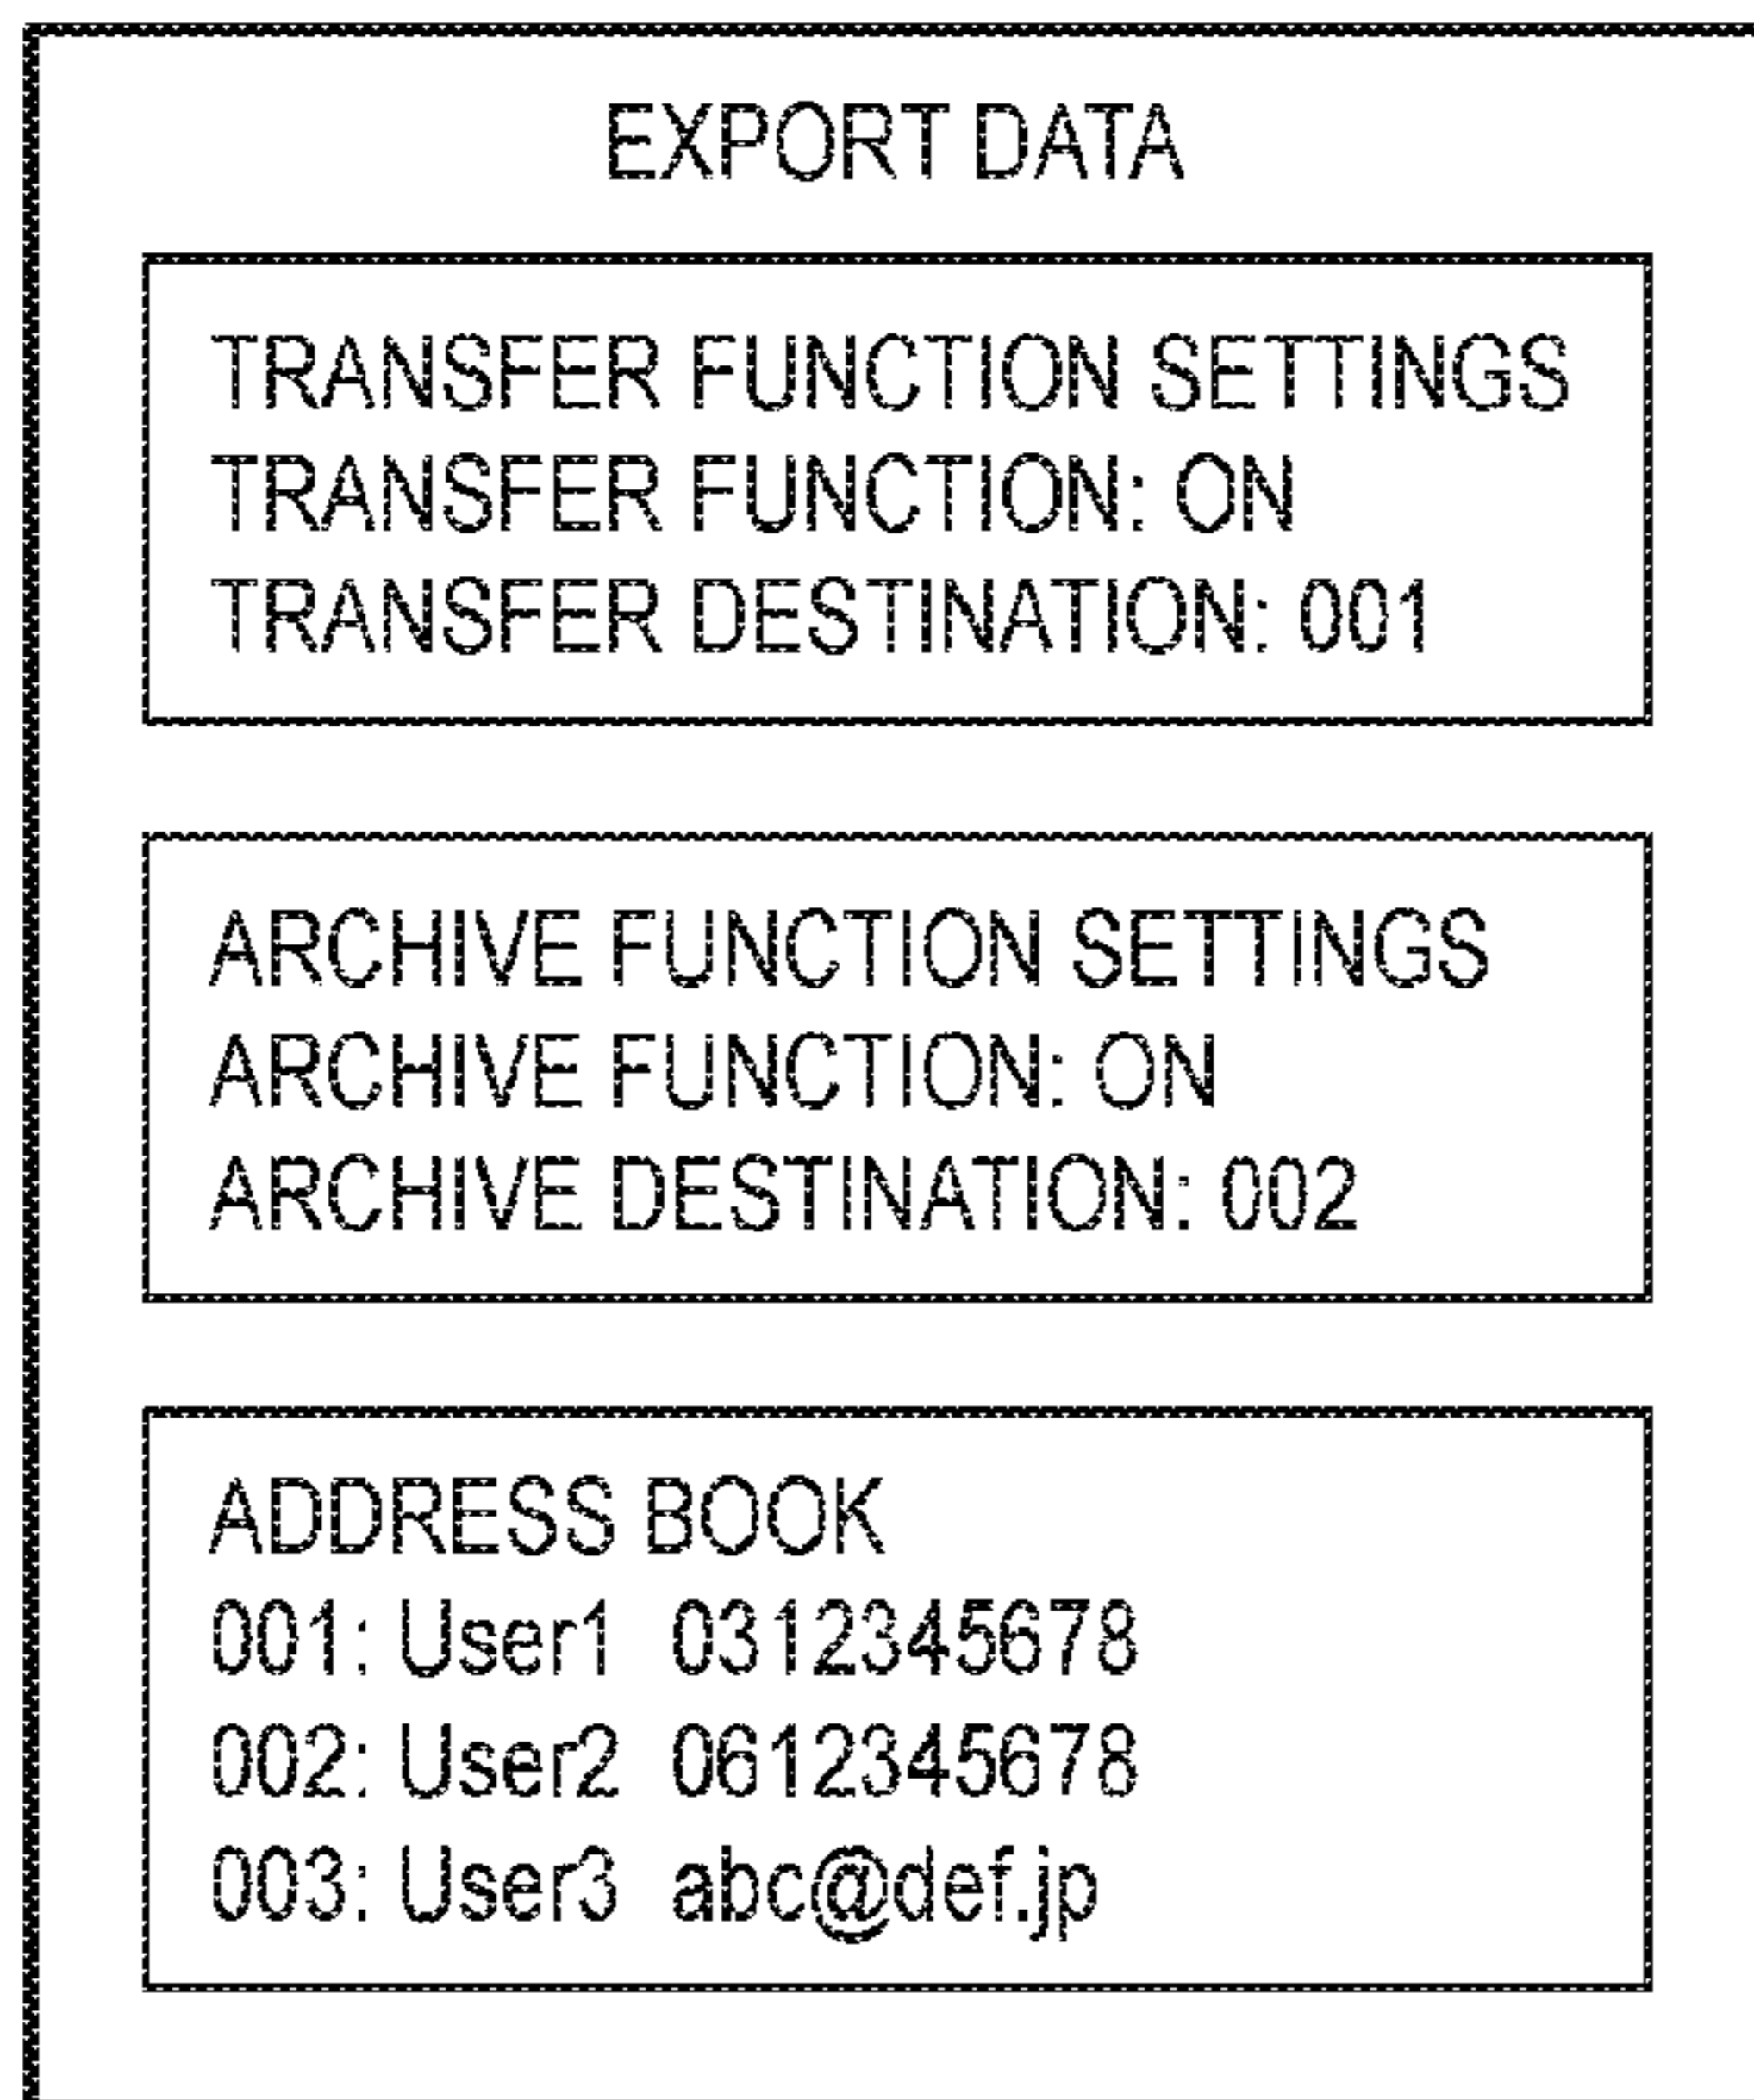 EXPORT DATA
TRANSFER FUNCTION SETTINGS
TRANSFER FUNCTION: ON
TRANSFER DESTINATION: 001
ARCHIVE FUNCTION SETTINGS
ARCHIVE FUNCTION: ON
ARCHIVE DESTINATION: 002
ADDRESS BOOK
001: User1 0312345678
002: User2 0612345678
003: User3 abc@def.jp